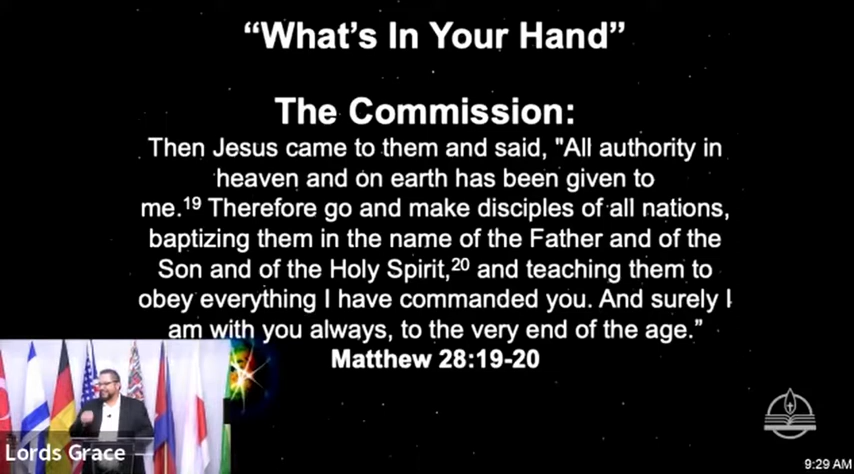 “What’s In Your Hand”
The Commission:
Then Jesus came to them and said, "All authority in
heaven and on earth has been given to
me.19 Therefore go and make disciples of all nations,
baptizing them in the name of the Father and of the
Son and of the Holy Spirit,20 and teaching them to
obey everything I have commanded you. And surely I
am with you always, to the very end of the age.”
Matthew 28:19-20
Lords Grace
9:29 AM